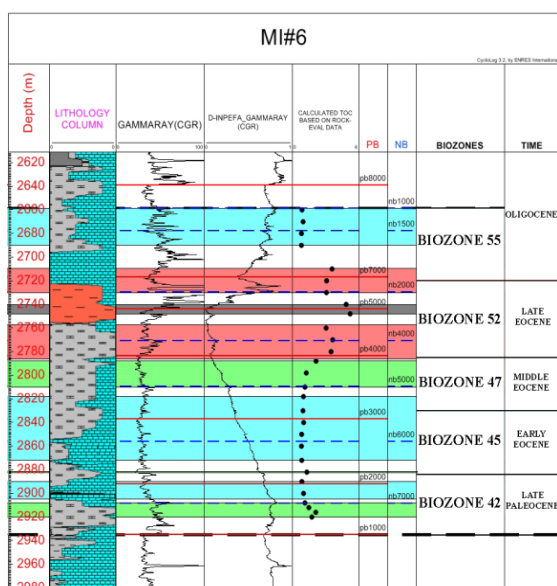 MI#6
CycloLog 3.2, by ENRES International
Depth (m)
LITHOLOGY COLUMN
GAMMARAY(CGR)
D-INPEFA_GAMMARAY (CGR)
CALCULATED TOC BASED ON ROCK-EVAL DATA
PB
NB
BIOZONES
TIME
2620
2640
2660
2680
2700
2720
2740
2760
2780
2800
2820
2840
2860
2880
2900
2920
2940
2960
2980
pb8000
nb1000
nb1500
pb7000
nb2000
pb5000
nb4000
pb4000
nb5000
pb3000
nb6000
pb2000
nb7000
pb1000
BIOZONE 55
BIOZONE 52
BIOZONE 47
BIOZONE 45
BIOZONE 42
OLIGOCENE
LATE
EOCENE
MIDDLE
EOCENE
EARLY
EOCENE
LATE
PALEOCENE